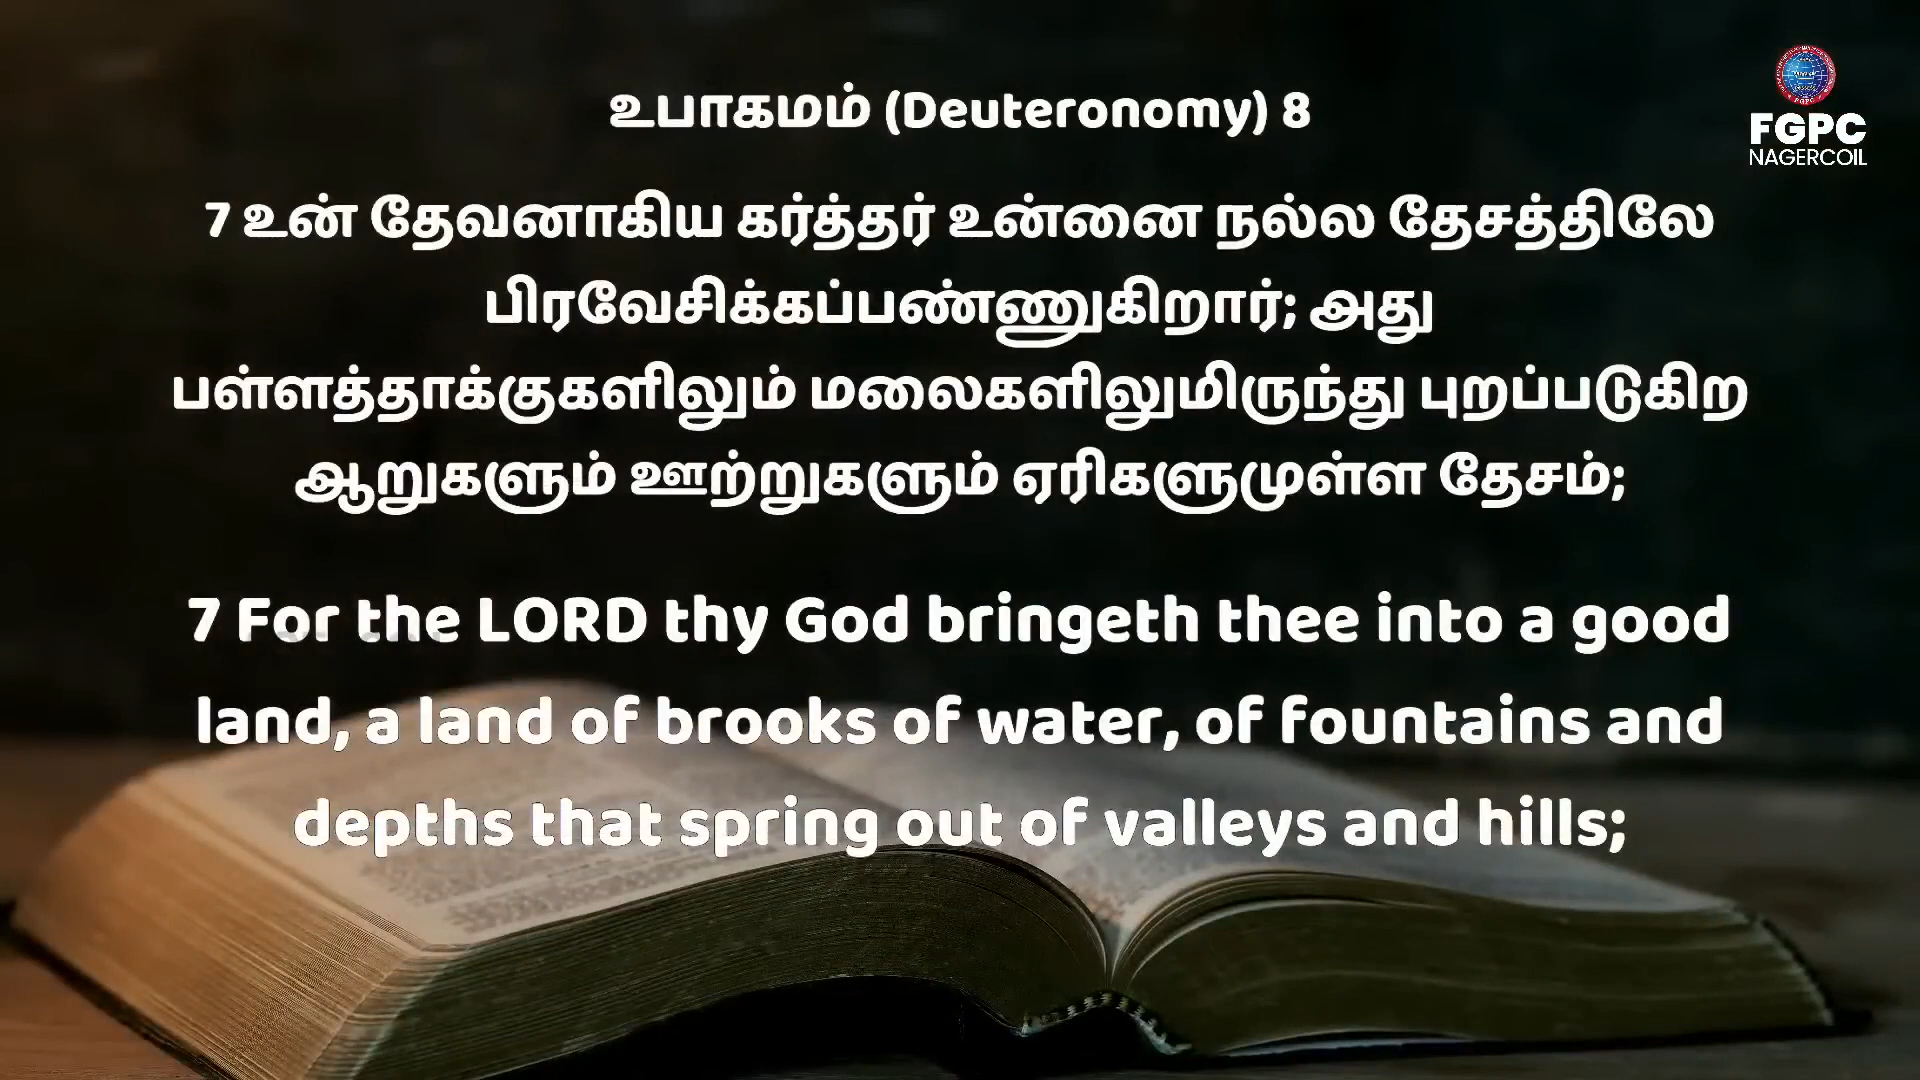 உபாகமம் (Deuteronomy) 8
FGPC
NAGERCOIL
7 உன் தேவனாகிய கர்த்தர் உன்னை நல்ல தேசத்திலே
பிரவேசிக்கப்பண்ணுகிறார்; அது
பள்ளத்தாக்குகளிலும் மலைகளிலுமிருந்து புறப்படுகிற
ஆறுகளும் ஊற்றுகளும் ஏரிகளுமுள்ள தேசம்;
7 For the LORD thy God bringeth thee into a good
land, a land of brooks of water, of fountains and
depths that spring out of valleys and hills;